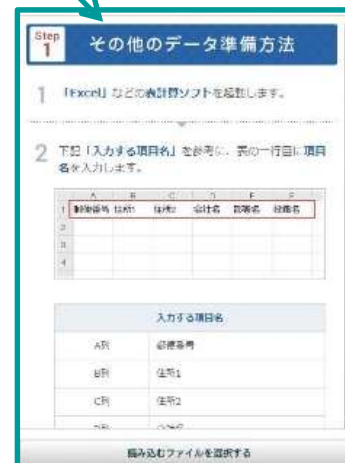 Step
1
その他のデータ準備方法
1 「Excel」などの表計算ソフトを起動します。
2 下記「入力する項目名」を参考に、表の一行目に項目
名を入力します。
A B C D E F
1 郵便番号 住所1 住所2 会社名 部署名 役職名
2
3
4
入力する項目名
A列 郵便番号
B列 住所1
C列 住所2
読み込むファイルを選択する